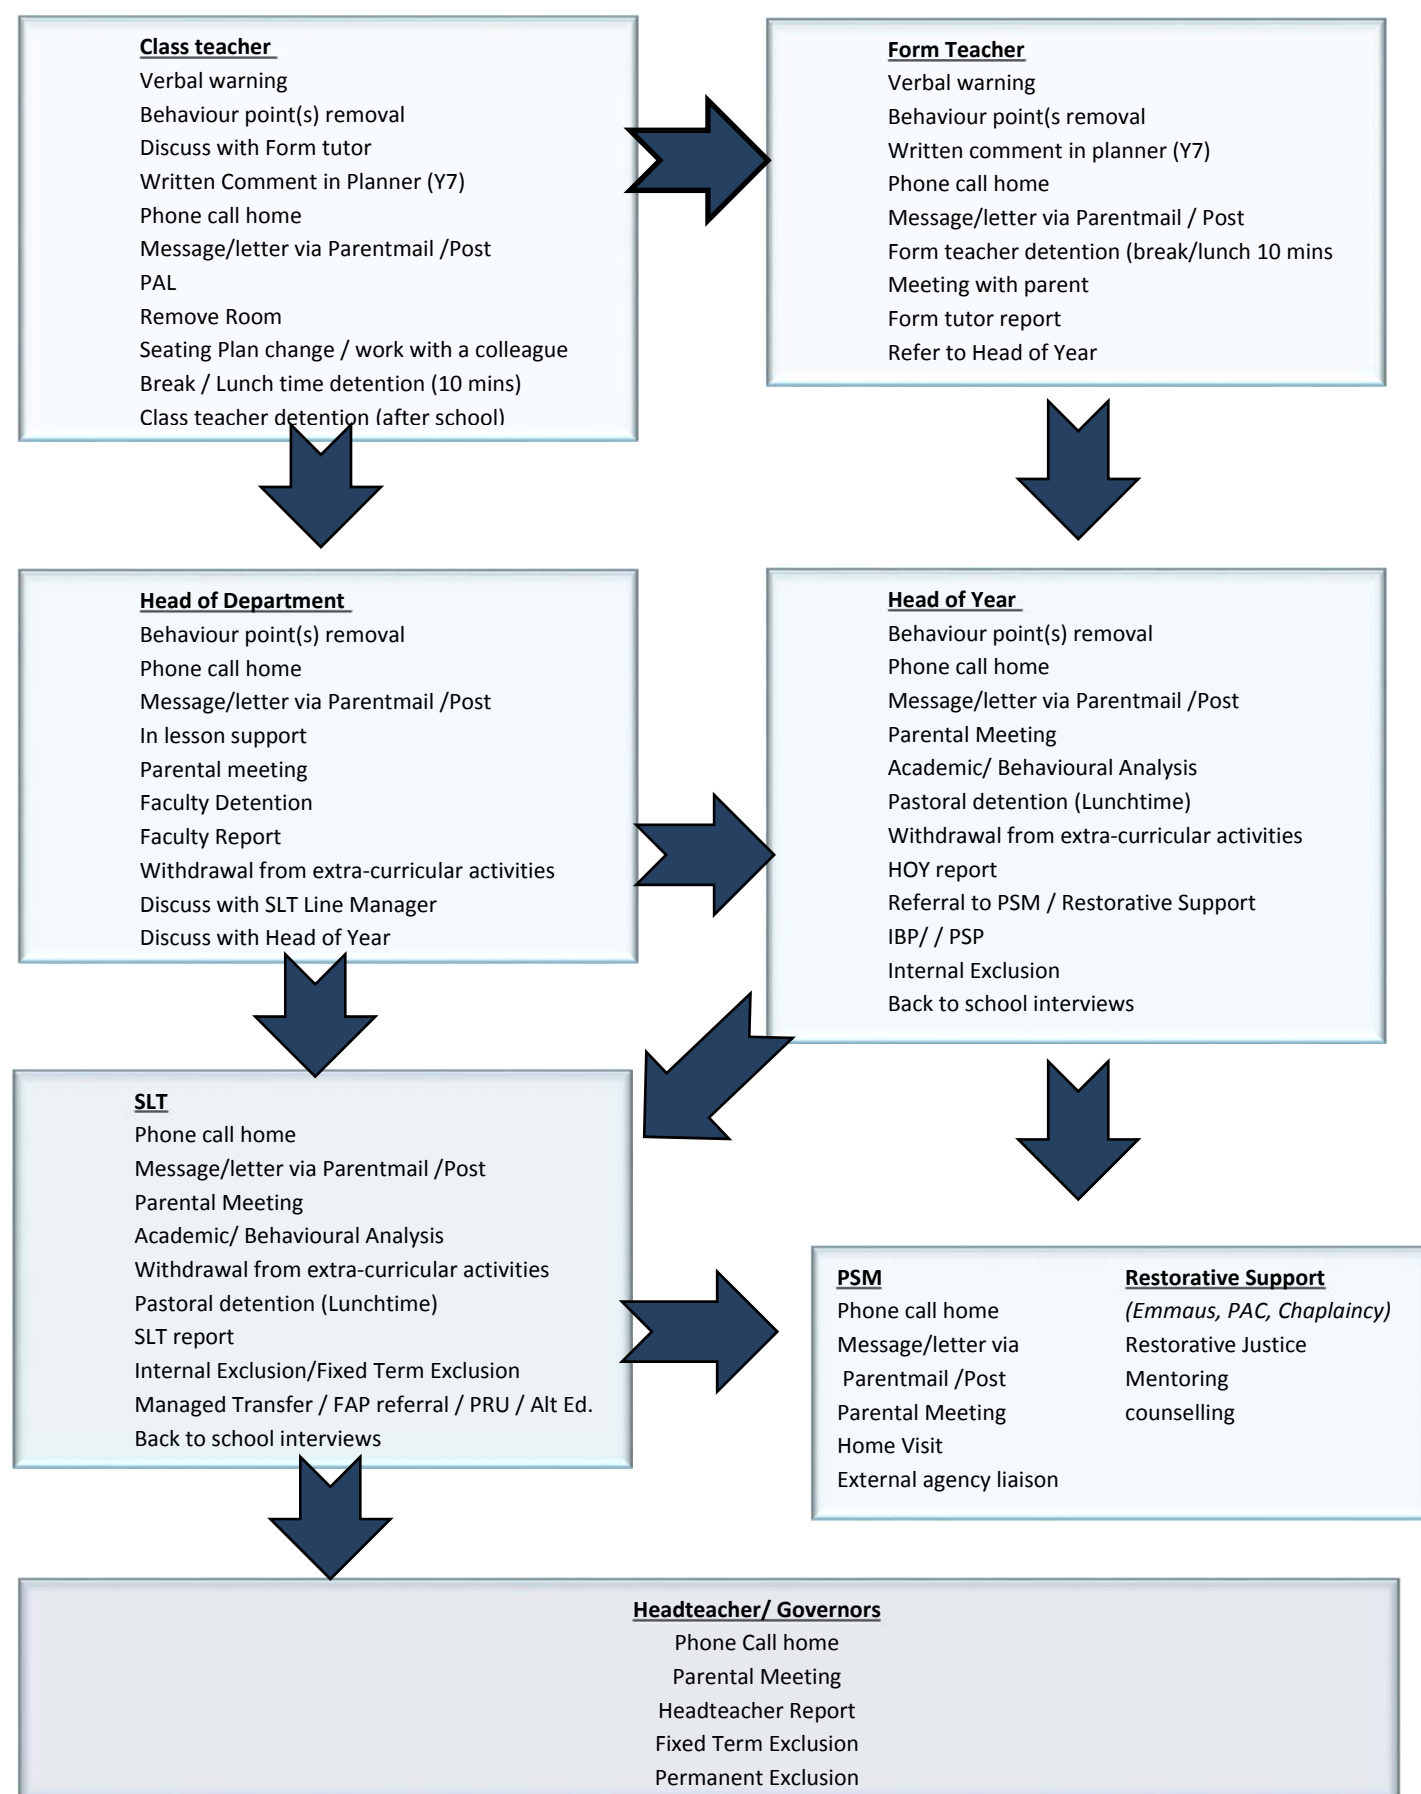 Class teacher
Verbal warning
Behaviour point(s) removal
Discuss with Form tutor
Written Comment in Planner (Y7)
Phone call home
Message/letter via Parentmail /Post
PAL
Remove Room
Seating Plan change / work with a colleague
Break / Lunch time detention (10 mins)
Class teacher detention (after school)
Form Teacher
Verbal warning
Behaviour point(s removal
Written comment in planner (Y7)
Phone call home
Message/letter via Parentmail / Post
Form teacher detention (break/lunch 10 mins
Meeting with parent
Form tutor report
Refer to Head of Year
Head of Department
Behaviour point(s) removal
Phone call home
Message/letter via Parentmail /Post
In lesson support
Parental meeting
Faculty Detention
Faculty Report
Withdrawal from extra-curricular activities
Discuss with SLT Line Manager
Discuss with Head of Year
Head of Year
Behaviour point(s) removal
Phone call home
Message/letter via Parentmail /Post
Parental Meeting
Academic/ Behavioural Analysis
Pastoral detention (Lunchtime)
Withdrawal from extra-curricular activities
HOY report
Referral to PSM / Restorative Support
IBP/ / PSP
Internal Exclusion
Back to school interviews
SLT
Phone call home
Message/letter via Parentmail /Post
Parental Meeting
Academic/ Behavioural Analysis
Withdrawal from extra-curricular activities
Pastoral detention (Lunchtime)
SLT report
Internal Exclusion/Fixed Term Exclusion
Managed Transfer / FAP referral / PRU / Alt Ed.
Back to school interviews
PSM
Phone call home
Message/letter via
Parentmail /Post
Parental Meeting
Home Visit
External agency liaison
Restorative Support
(Emmaus, PAC, Chaplaincy)
Restorative Justice
Mentoring
counselling
Headteacher/ Governors
Phone Call home
Parental Meeting
Headteacher Report
Fixed Term Exclusion
Permanent Exclusion